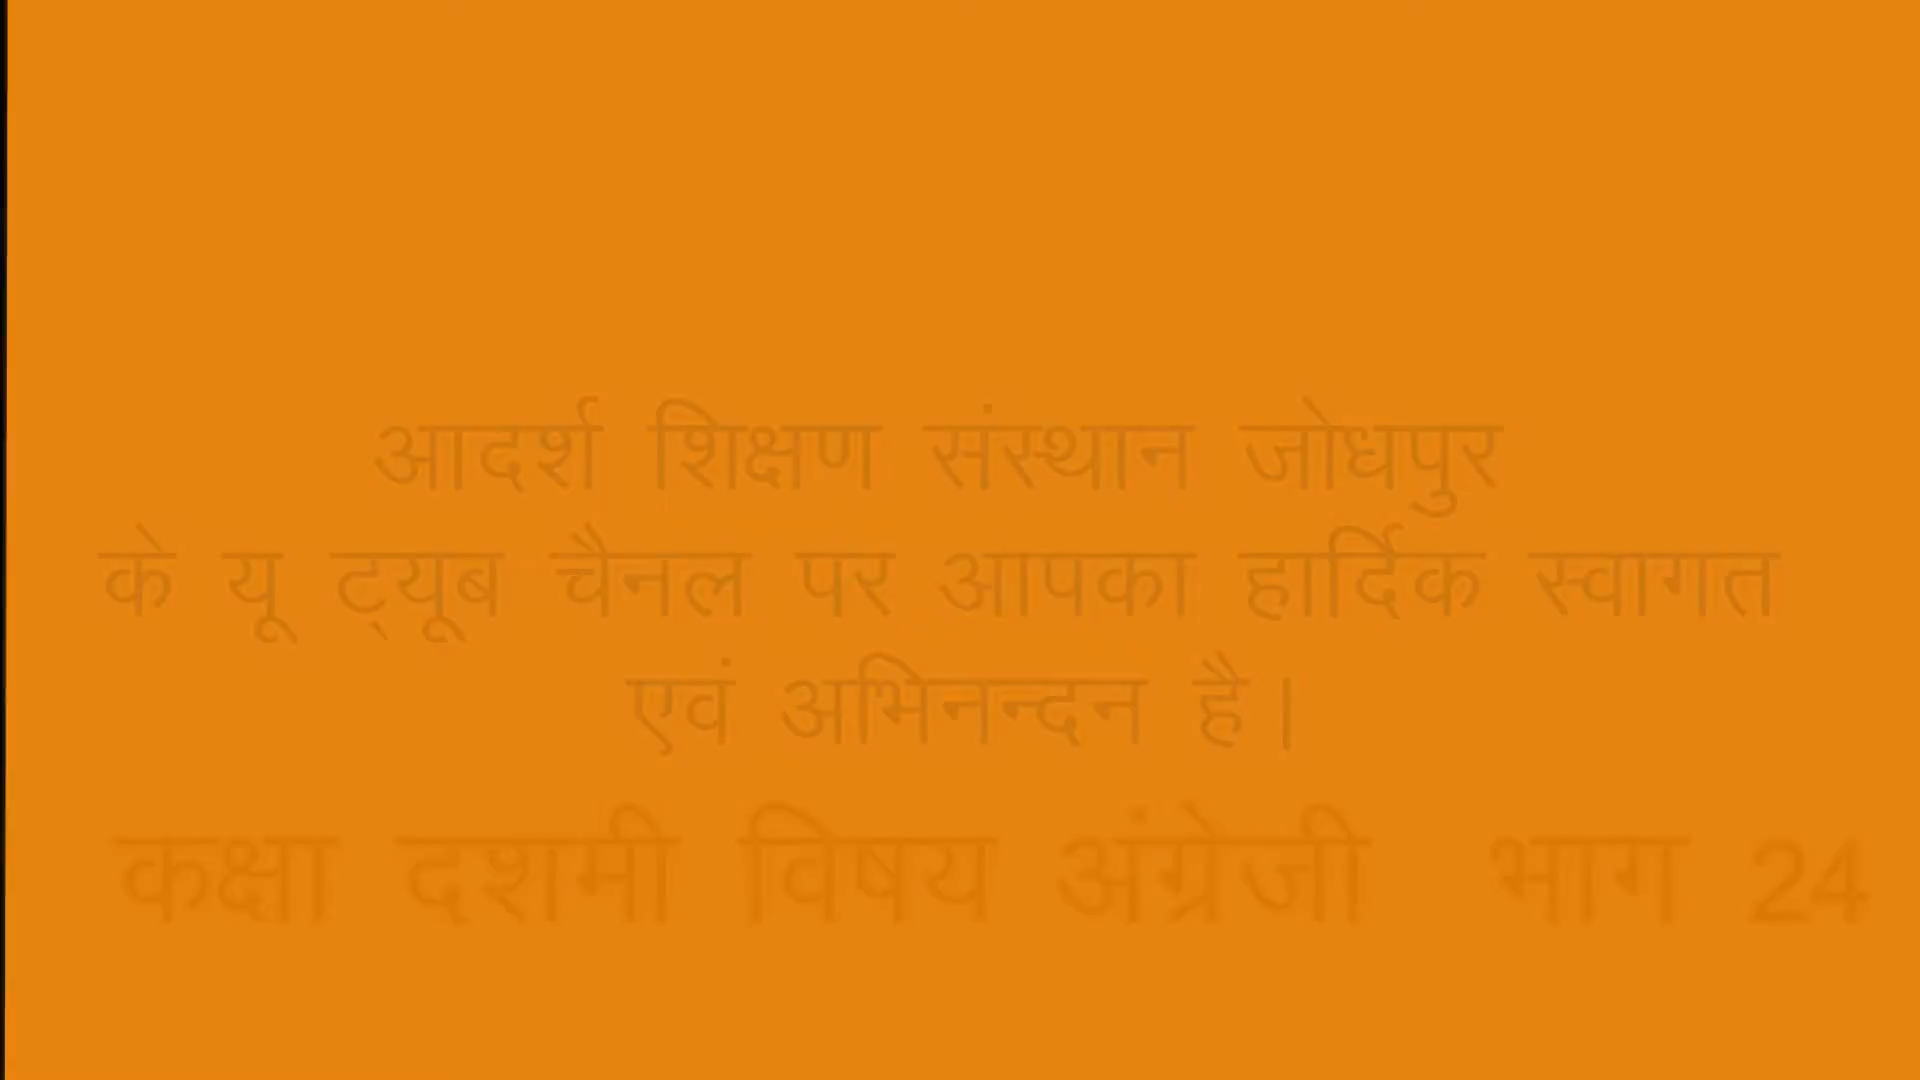 आदर्श शिक्षण संस्थान जोधपुर
के यू ट्यूब चैनल पर आपका हार्दिक स्वागत
एवं अभिनन्दन है।
कक्षा दशमी विषय अंग्रेजी भाग 24